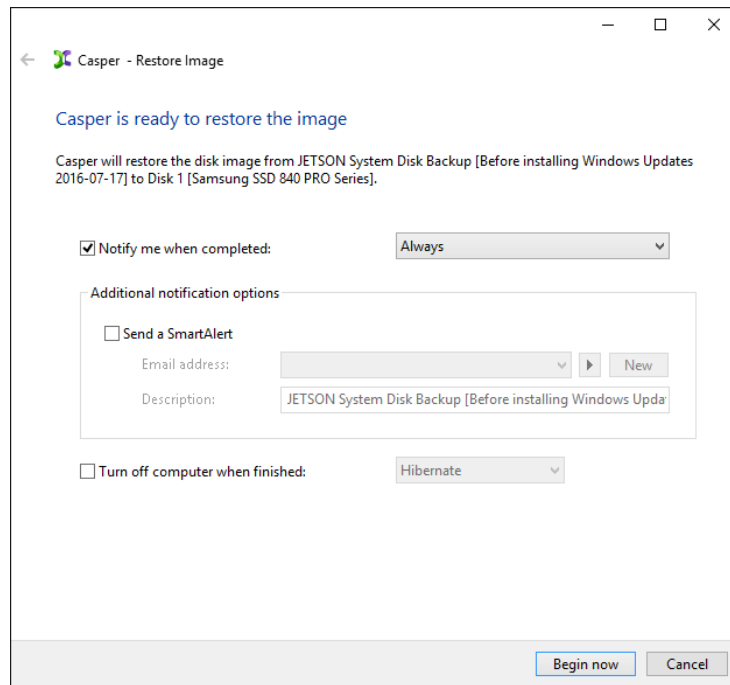 Casper - Restore Image
Casper is ready to restore the image
Casper will restore the disk image from JETSON System Disk Backup [Before installing Windows Updates
2016-07-17] to Disk 1 [Samsung SSD 840 PRO Series].
Notify me when completed: Always
Additional notification options
Send a SmartAlert
Email address: New
Description: JETSON System Disk Backup [Before installing Windows Upda
Turn off computer when finished: Hibernate
Begin now Cancel